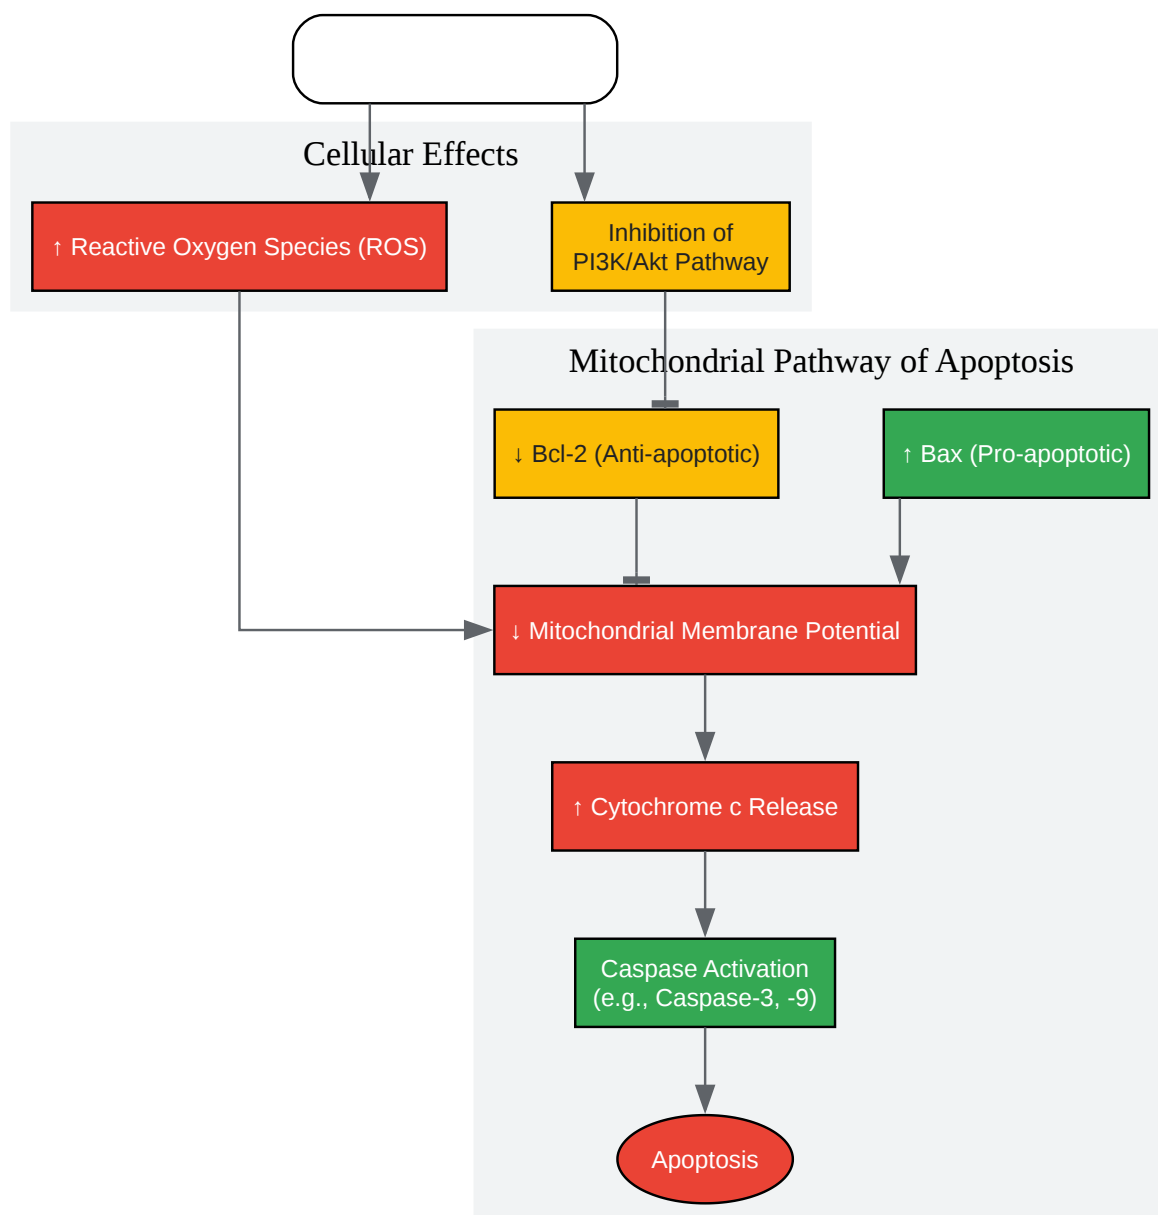 Cellular Effects
↑ Reactive Oxygen Species (ROS)
Inhibition of
PI3K/Akt Pathway
Mitochondrial Pathway of Apoptosis
↓ Bcl-2 (Anti-apoptotic)
↑ Bax (Pro-apoptotic)
↓ Mitochondrial Membrane Potential
↑ Cytochrome c Release
Caspase Activation
(e.g., Caspase-3, -9)
Apoptosis